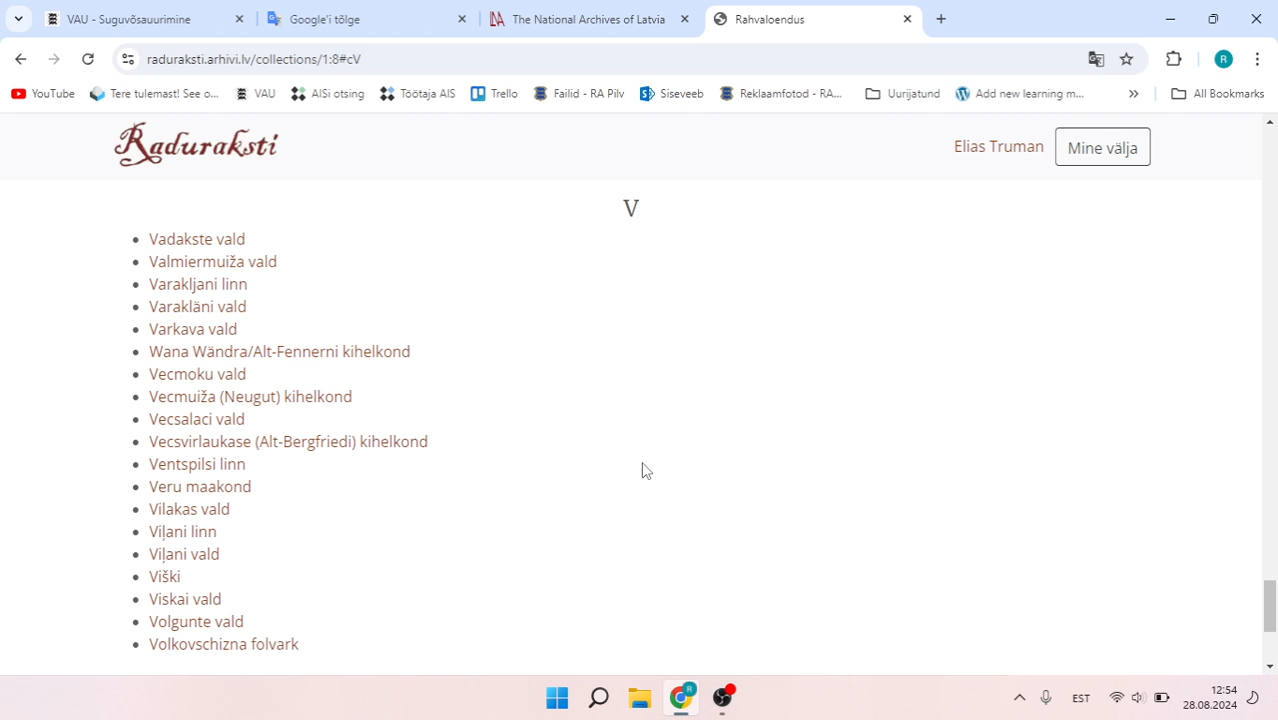 VAU - Suguvõsauurimine
Google'i tõlge
The National Archives of Latvia
Rahvaloendus
raduraksti.arhivi.lv/collections/1:8#cV
R
YouTube
Tere tulemast! See o...
VAU
AISi otsing
Töötaja AIS
Trello
Failid - RA Pilv
Siseveeb
Reklaamfotod - RA...
Uurijatund
Add new learning m...
All Bookmarks
Raduraksti
Elias Truman
Mine välja
V
Vadakste vald
Valmiermuiža vald
Varakljani linn
Varakläni vald
Varkava vald
Wana Wändra/Alt-Fennerni kihelkond
Vecmoku vald
Vecmuiža (Neugut) kihelkond
Vecsalaci vald
Vecsvirlaukase (Alt-Bergfriedi) kihelkond
Ventspilsi linn
Veru maakond
Vilakas vald
Viļani linn
Viļani vald
Viški
Viskai vald
Volgunte vald
Volkovschizna folvark
R
EST
12:54
28.08.2024